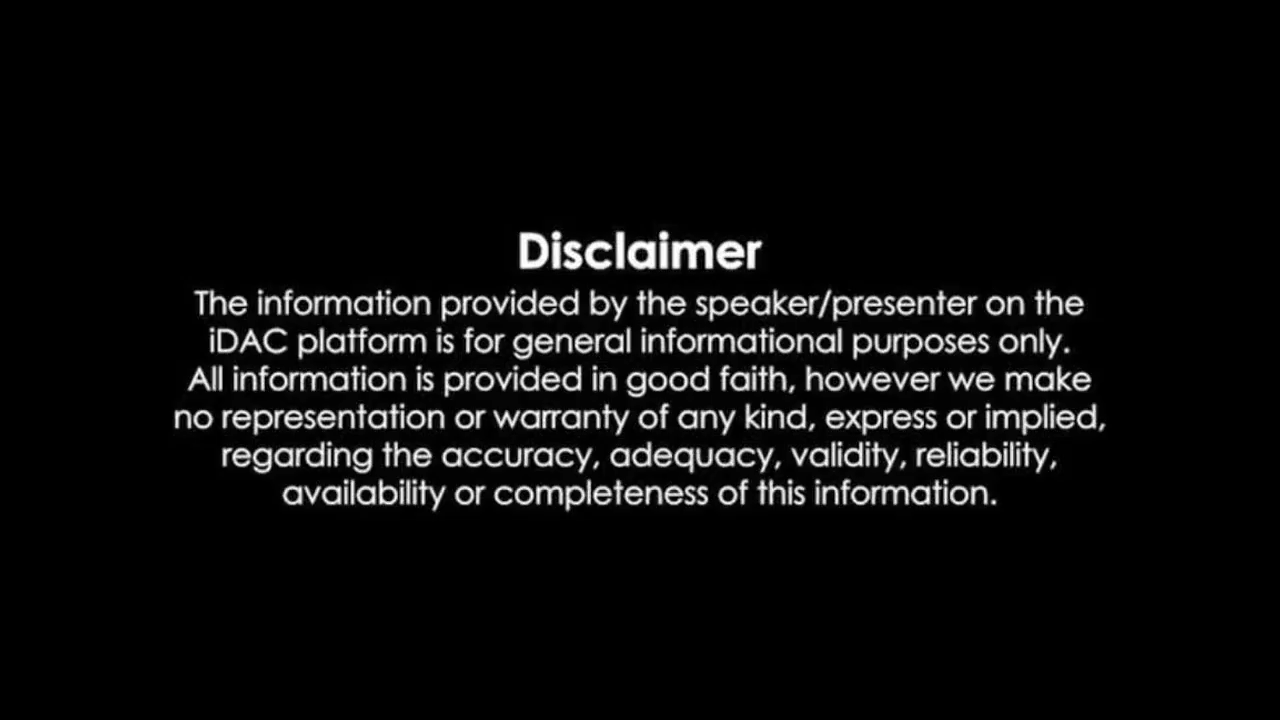 Disclaimer
The information provided by the speaker/presenter on the
iDAC platform is for general informational purposes only.
All information is provided in good faith, however we make
no representation or warranty of any kind, express or implied,
regarding the accuracy, adequacy, validity, reliability,
availability or completeness of this information.